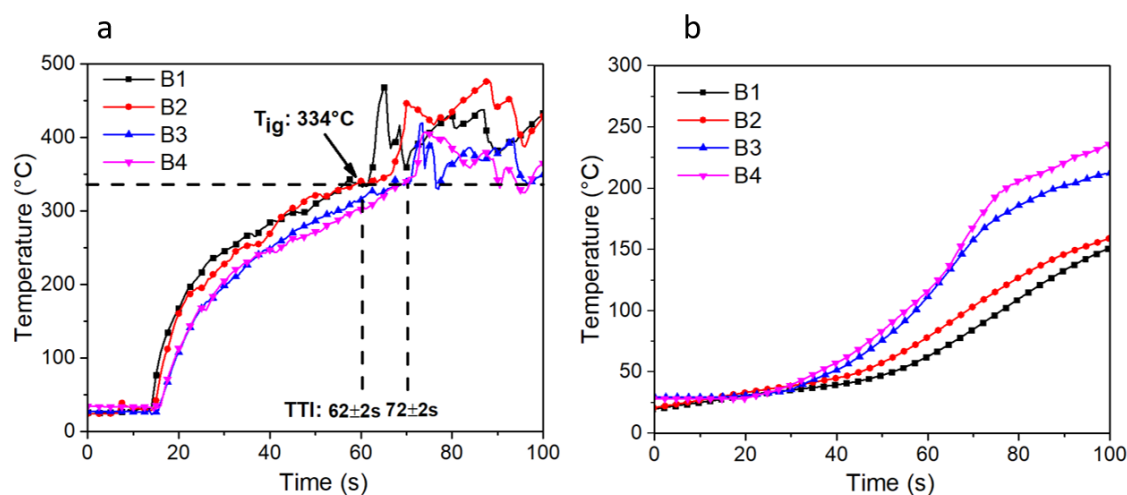 a
500
400
300
200
100
0
Temperature (°C)
B1
B2
B3
B4
Tig: 334°C
TTI: 62±2s 72±2s
0 20 40 60 80 100
Time (s)
b
300
250
200
150
100
50
0
Temperature (°C)
B1
B2
B3
B4
0 20 40 60 80 100
Time (s)